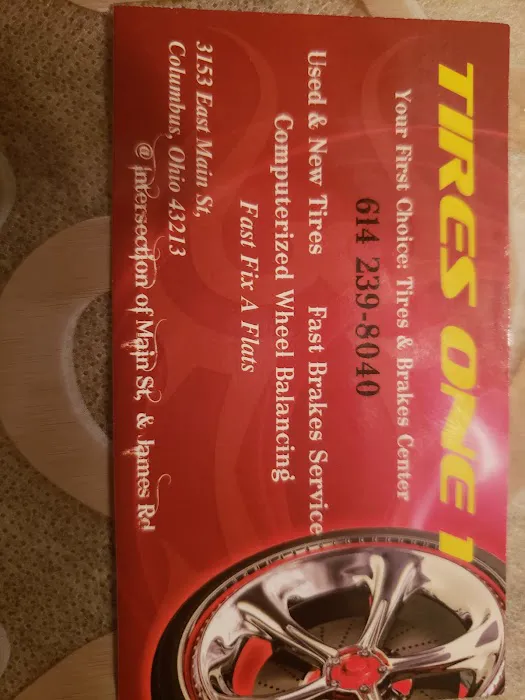 TIRES ONE 1
Your First Choice: Tires & Brakes Center
614 239-8040
Used & New Tires Fast Brakes Service
Computerized Wheel Balancing
Fast Fix A Flats
3153 East Main St,
Columbus, Ohio 43213
@ Intersection of Main St, & James Rd